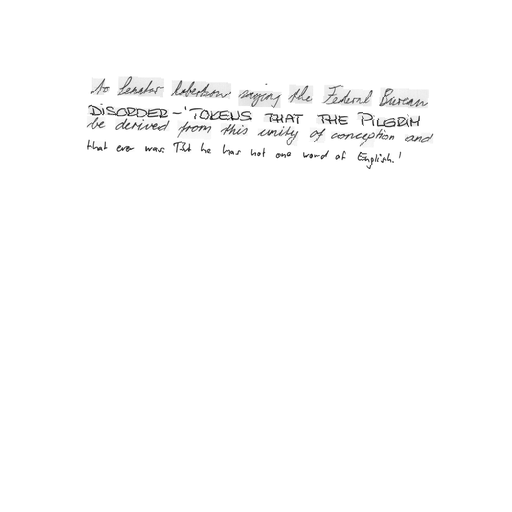 to Senator Robertson saying the Federal Bureau
DISORDER - 'TOKENS THAT THE PILGRIM
be derived from this unity of conception and
that ever was. But he has not one word of English.'